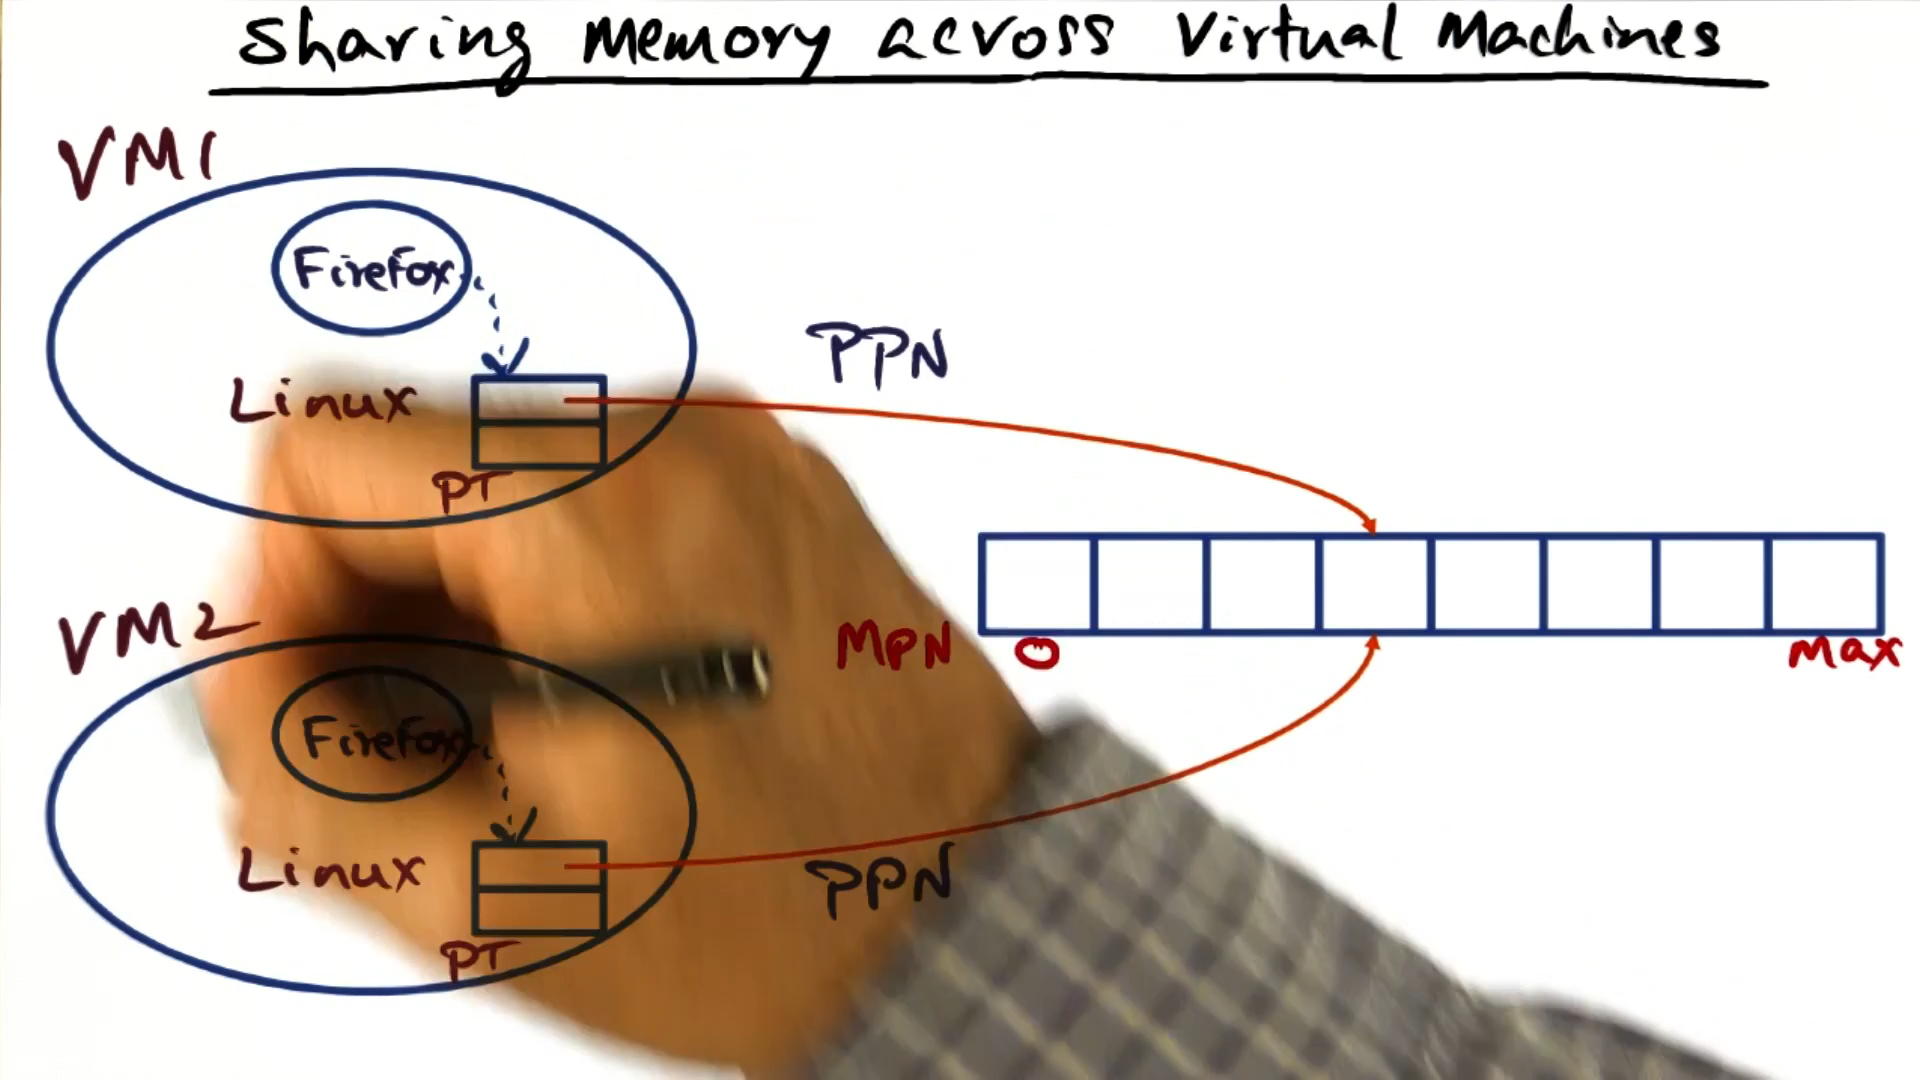 Sharing Memory across Virtual Machines
VM1
Firefox
PPN
Linux
PT
VM2
MPN
0
Max
Firefox
Linux
PPN
PT